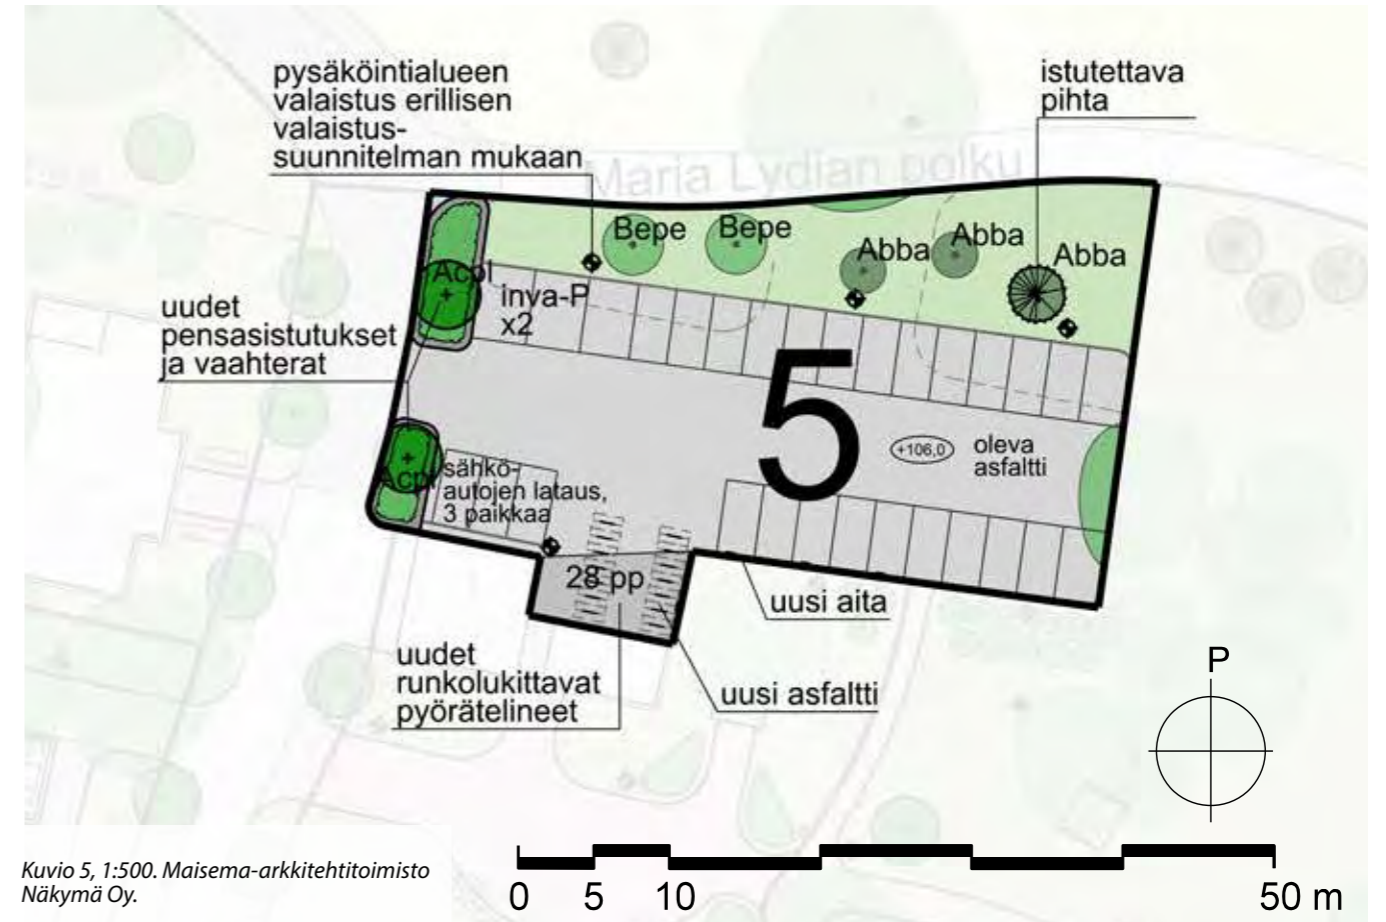 pysäköintialueen
valaistus erillisen
valaistus-
suunnitelman mukaan
istutettava
pihta
Maria Lydian polku
Bepe
Bepe
Abba
Abba
Abba
Acpl
inva-P
x2
uudet
pensasistutukset
ja vaahterat
5
+106,0
oleva
asfaltti
Acpl
sähkö-
autojen lataus,
3 paikkaa
28 pp
uusi aita
uudet
runkolukittavat
pyörätelineet
uusi asfaltti
P
Kuvio 5, 1:500. Maisema-arkkitehtitoimisto
Näkymä Oy.
0 5 10 50 m